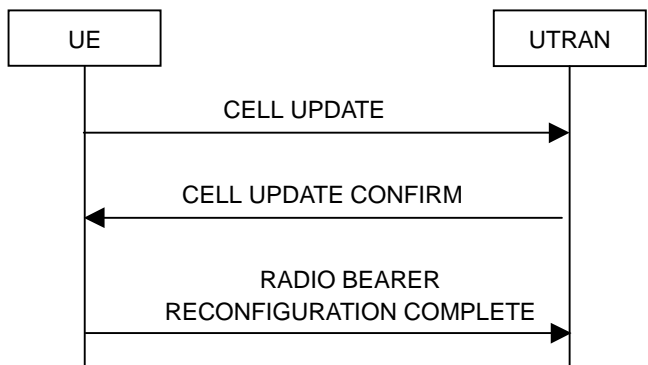 UE
UTRAN
CELL UPDATE
CELL UPDATE CONFIRM
RADIO BEARER
RECONFIGURATION COMPLETE